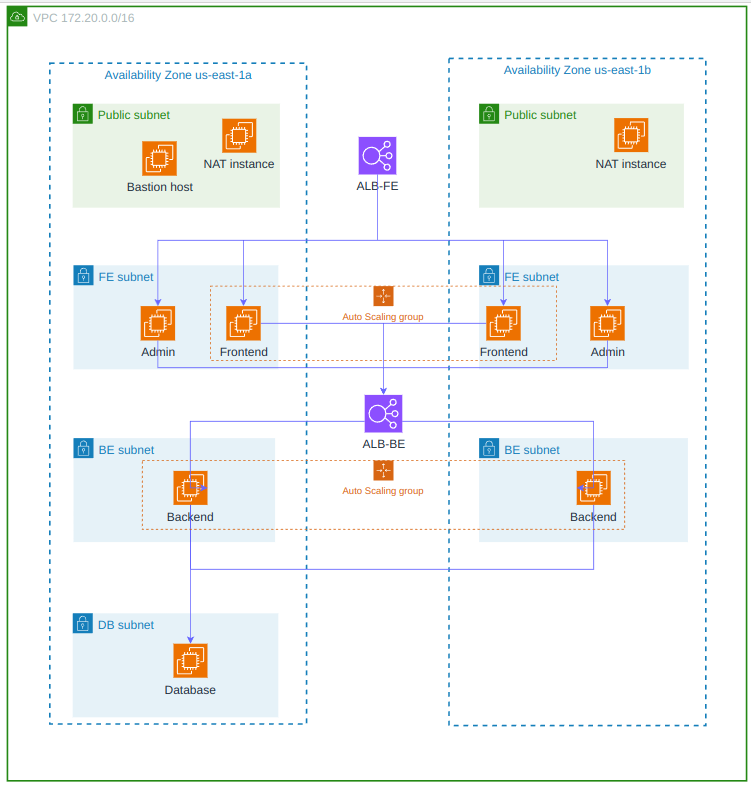 VPC 172.20.0.0/16
Availability Zone us-east-1a
Availability Zone us-east-1b
Public subnet
Public subnet
NAT instance
Bastion host
NAT instance
ALB-FE
FE subnet
FE subnet
Auto Scaling group
Admin
Frontend
Frontend
Admin
ALB-BE
BE subnet
BE subnet
Auto Scaling group
Backend
Backend
DB subnet
Database